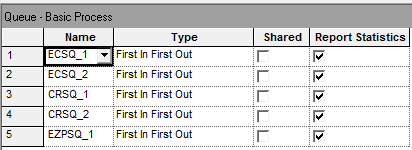 Queue - Basic Process
Name Type Shared Report Statistics
1 ECSQ_1 First In First Out
2 ECSQ_2 First In First Out
3 CRSQ_1 First In First Out
4 CRSQ_2 First In First Out
5 EZPSQ_1 First In First Out